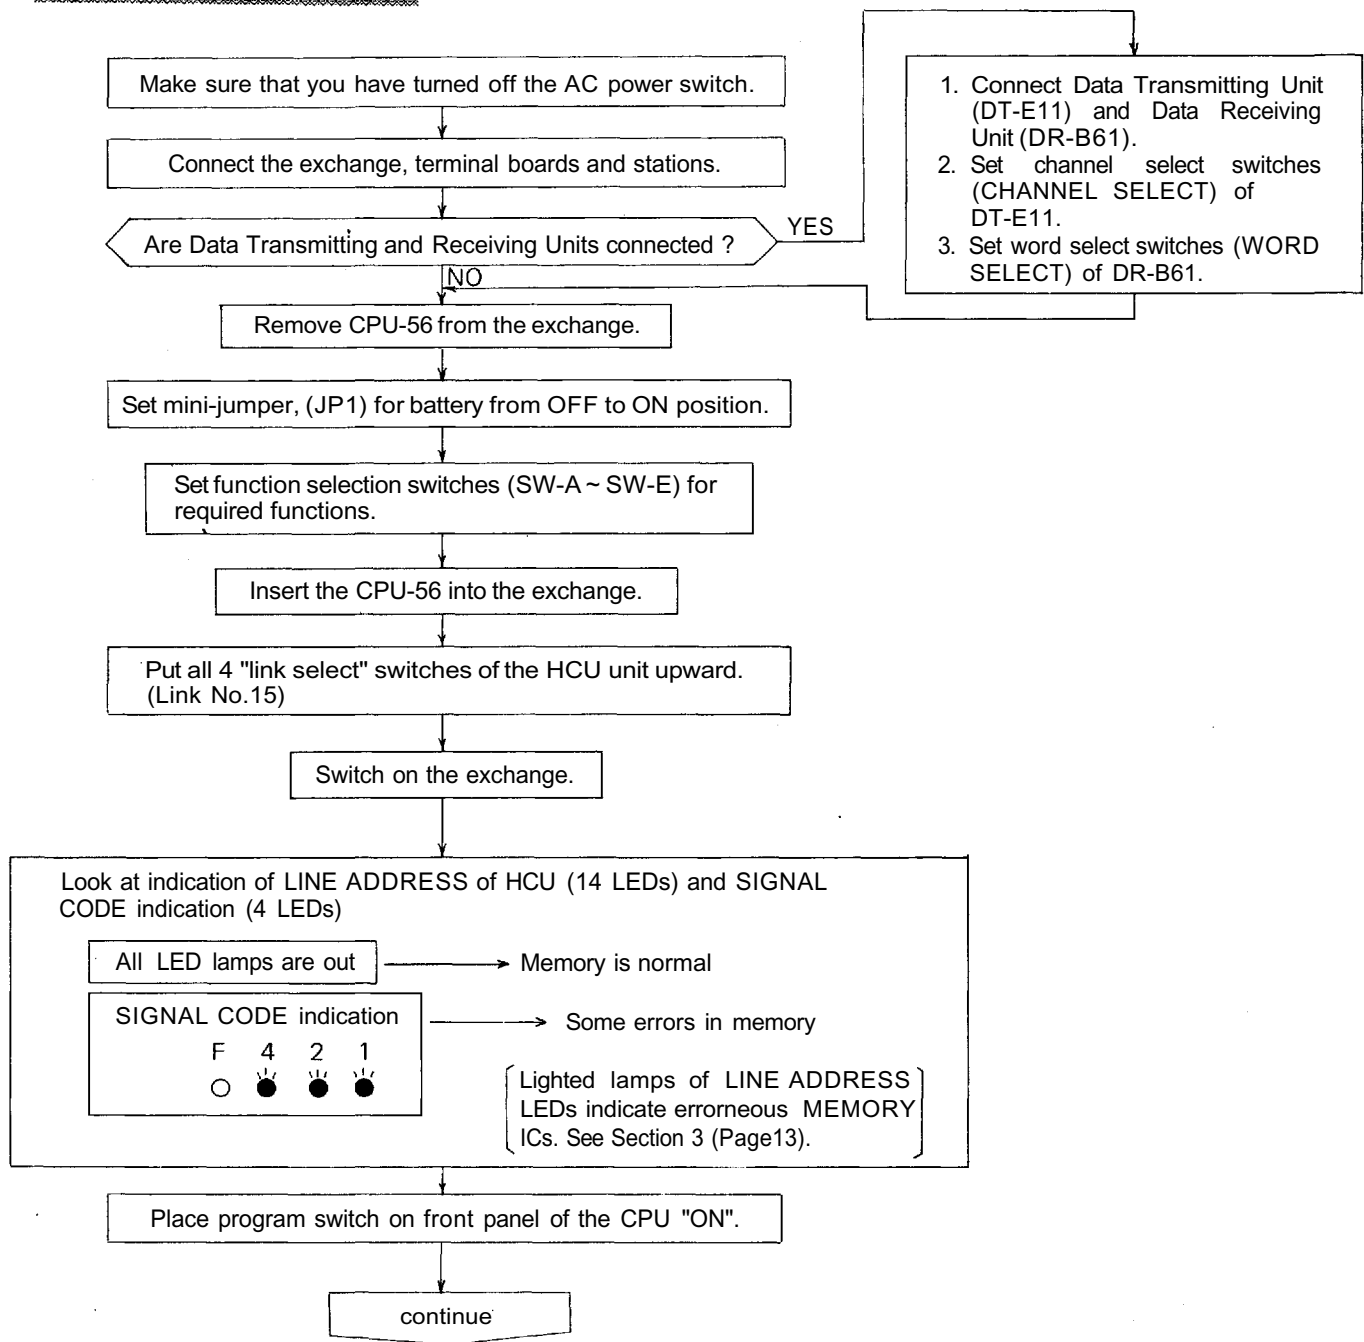 Make sure that you have turned off the AC power switch.
Connect the exchange, terminal boards and stations.
Are Data Transmitting and Receiving Units connected ?
YES
1. Connect Data Transmitting Unit
(DT-E11) and Data Receiving
Unit (DR-B61).
2. Set channel select switches
(CHANNEL SELECT) of
DT-E11.
3. Set word select switches (WORD
SELECT) of DR-B61.
NO
Remove CPU-56 from the exchange.
Set mini-jumper, (JP1) for battery from OFF to ON position.
Set function selection switches (SW-A ~ SW-E) for
required functions.
Insert the CPU-56 into the exchange.
Put all 4 "link select" switches of the HCU unit upward.
(Link No.15)
Switch on the exchange.
Look at indication of LINE ADDRESS of HCU (14 LEDs) and SIGNAL
CODE indication (4 LEDs)
All LED lamps are out
Memory is normal
SIGNAL CODE indication
F 4 2 1
Some errors in memory
Lighted lamps of LINE ADDRESS
LEDs indicate errorneous MEMORY
ICs. See Section 3 (Page13).
Place program switch on front panel of the CPU "ON".
continue